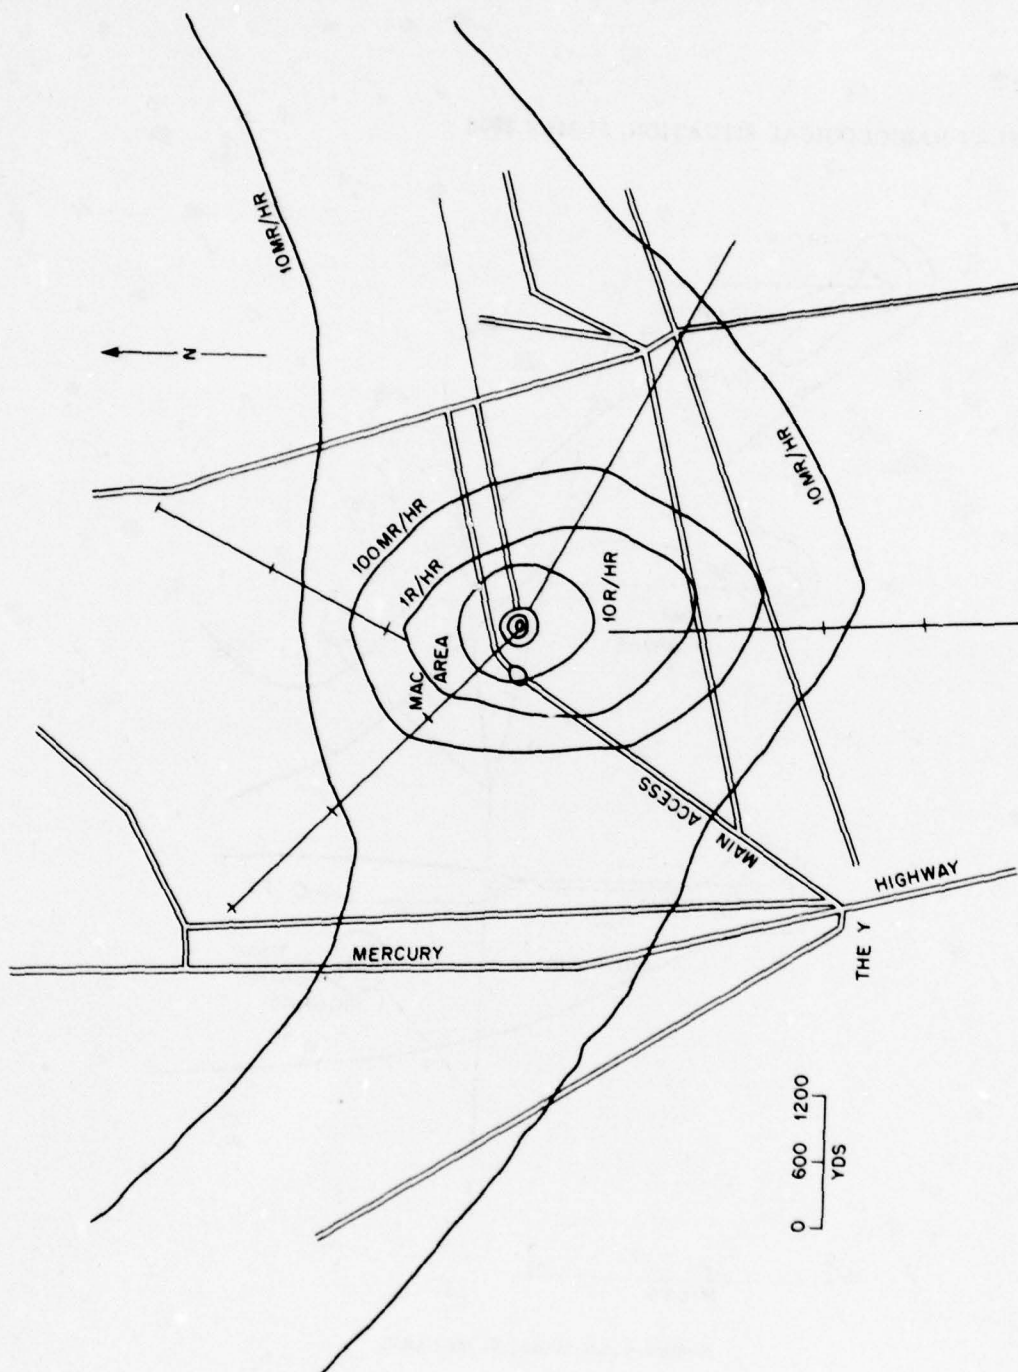 10MR/HR
N
100MR/HR
1R/HR
10R/HR
10MR/HR
MAC
AREA
MAIN ACCESS
MERCURY
HIGHWAY
THE Y
0 600 1200
YDS